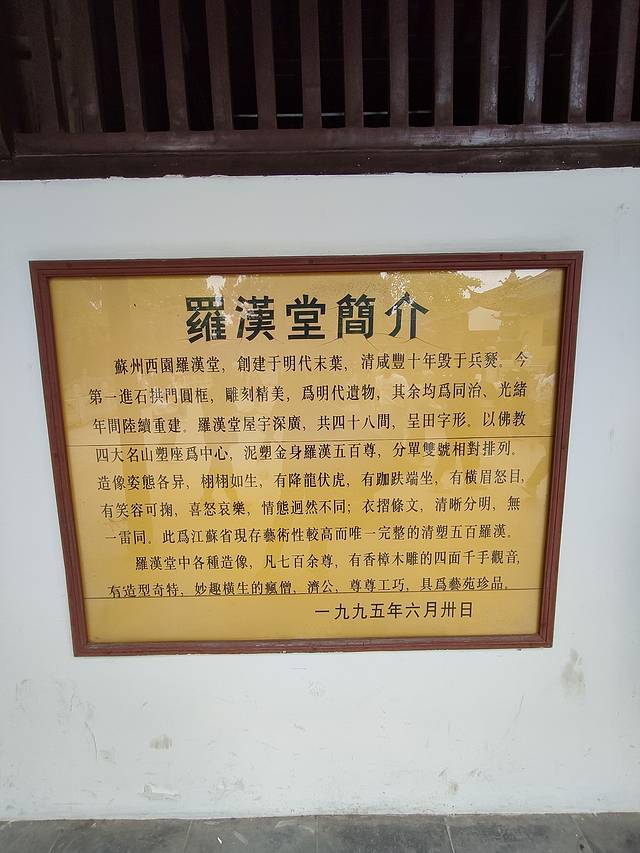 羅漢堂簡介
蘇州西園羅漢堂，創建于明代末葉，清咸豐十年毁于兵燹。今
第一進石拱門圓框，雕刻精美，爲明代遺物，其余均爲同治、光緒
年間陸續重建。羅漢堂屋宇深廣，共四十八間，呈田字形。以佛教
四大名山塑座爲中心，泥塑金身羅漢五百尊，分單雙號相對排列。
造像姿態各异，栩栩如生，有降龍伏虎，有跏趺端坐，有橫眉怒目，
有笑容可掬，喜怒哀樂，情態迥然不同；衣摺條文，清晰分明，無
一雷同。此爲江蘇省現存藝術性較高而唯一完整的清塑五百羅漢。
羅漢堂中各種造像，凡七百余尊，有香樟木雕的四面千手觀音，
有造型奇特，妙趣橫生的瘋僧，濟公，尊尊工巧，具爲藝苑珍品。
一九九五年六月卅日